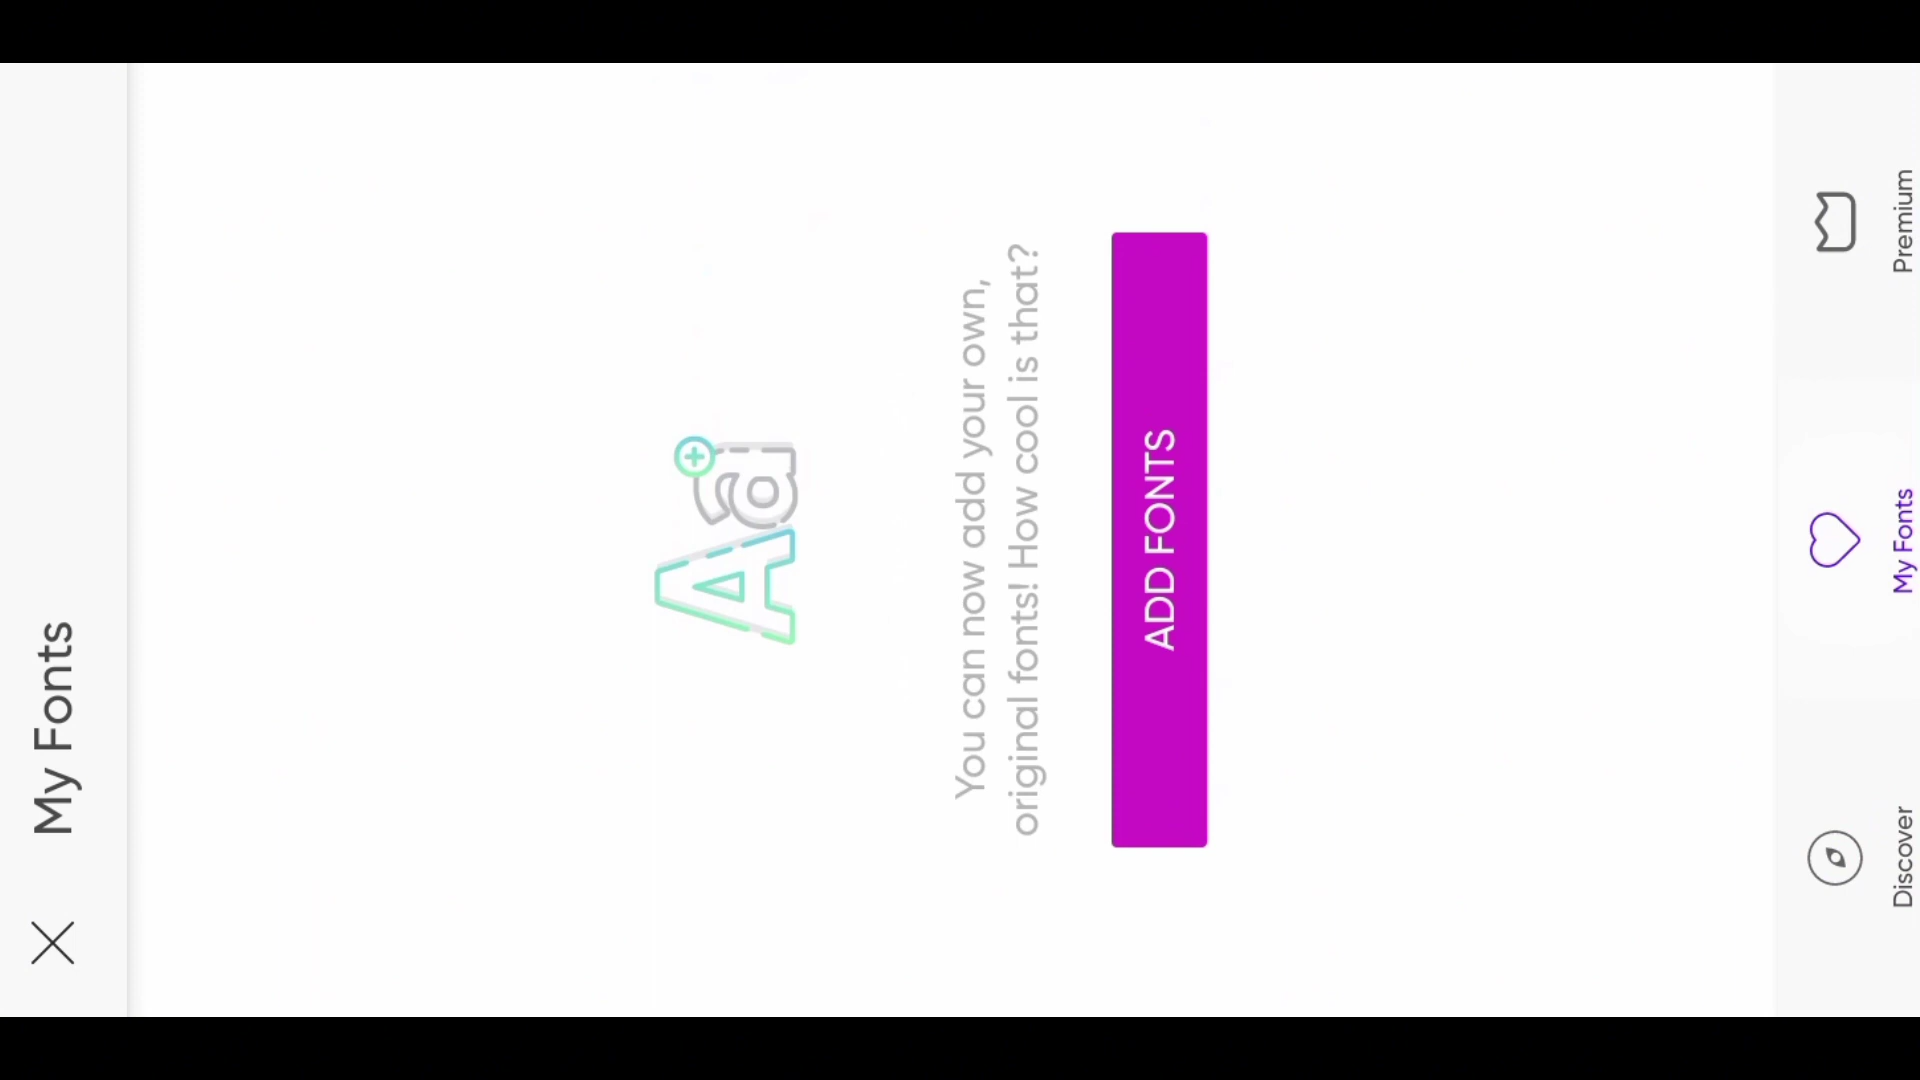 My Fonts
Aa
You can now add your own,
original fonts! How cool is that?
ADD FONTS
Discover
My Fonts
Premium